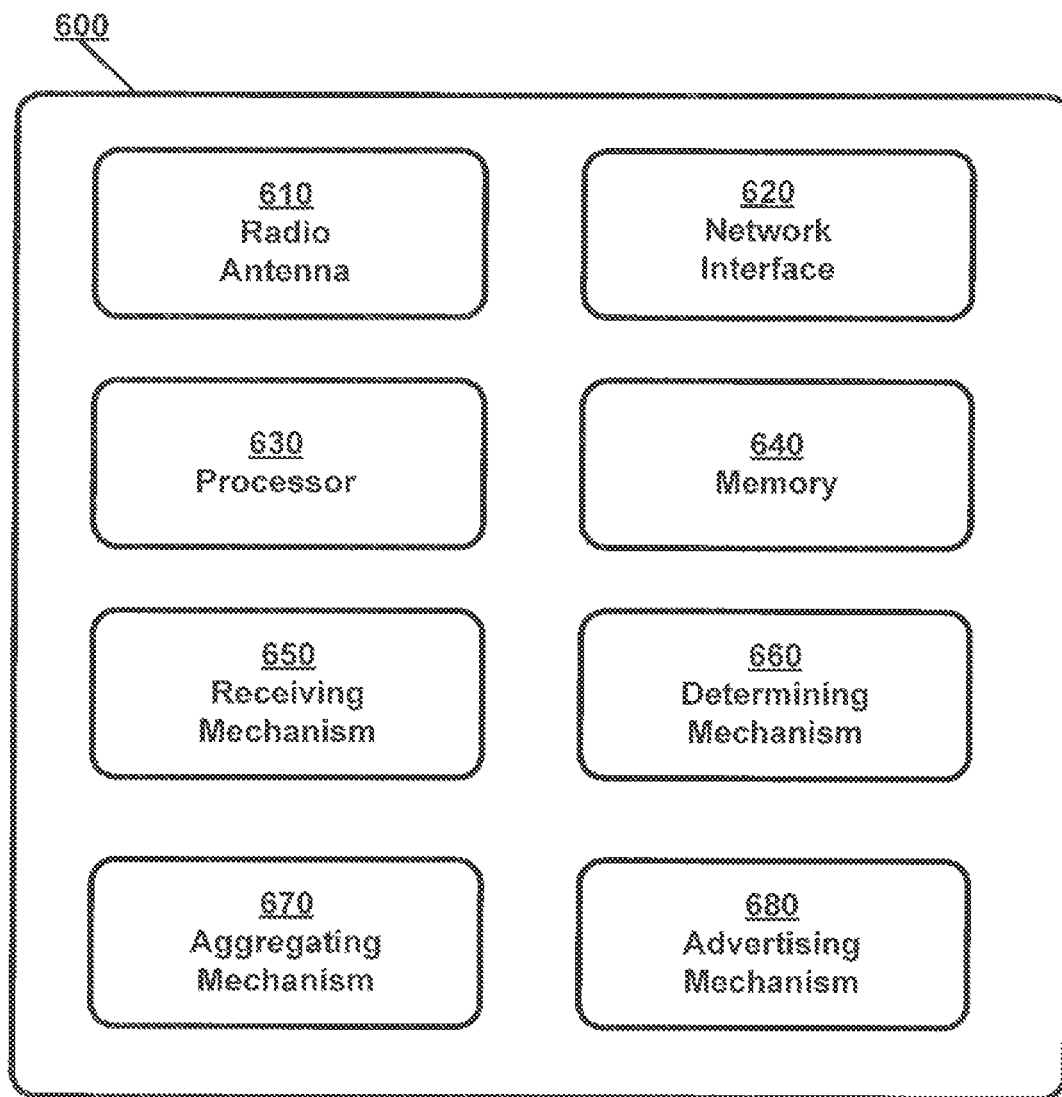 600
610
Radio
Antenna
620
Network
Interface
630
Processor
640
Memory
650
Receiving
Mechanism
660
Determining
Mechanism
670
Aggregating
Mechanism
680
Advertising
Mechanism